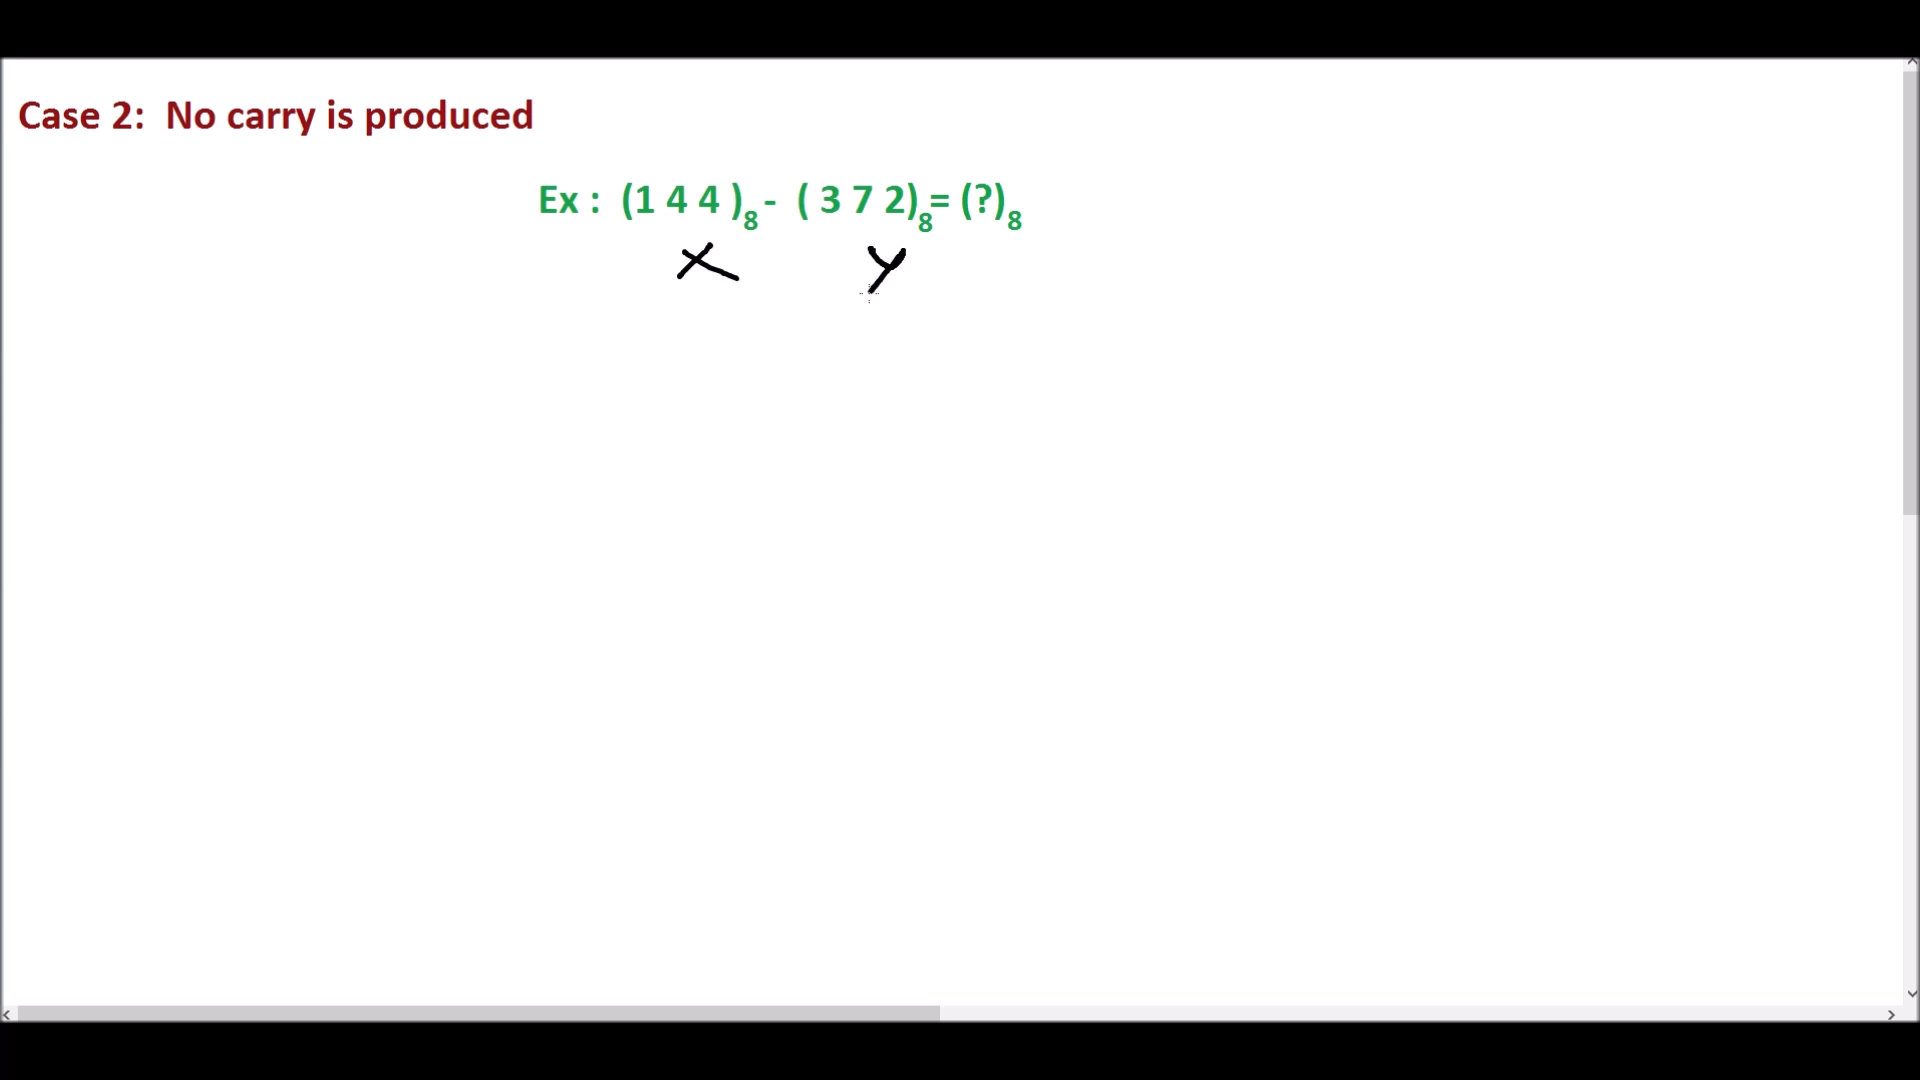 Case 2: No carry is produced
Ex : (1 4 4 )8 - ( 3 7 2)8= (?)8
x y